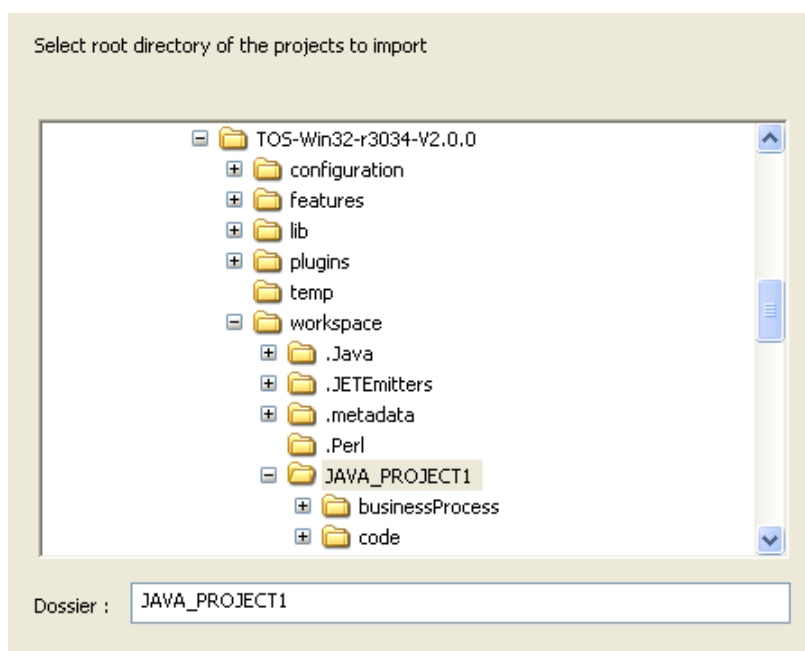 Select root directory of the projects to import
TOS-Win32-r3034-V2.0.0
configuration
features
lib
plugins
temp
workspace
.Java
.JETEmitters
.metadata
.Perl
JAVA_PROJECT1
businessProcess
code
Dossier : JAVA_PROJECT1